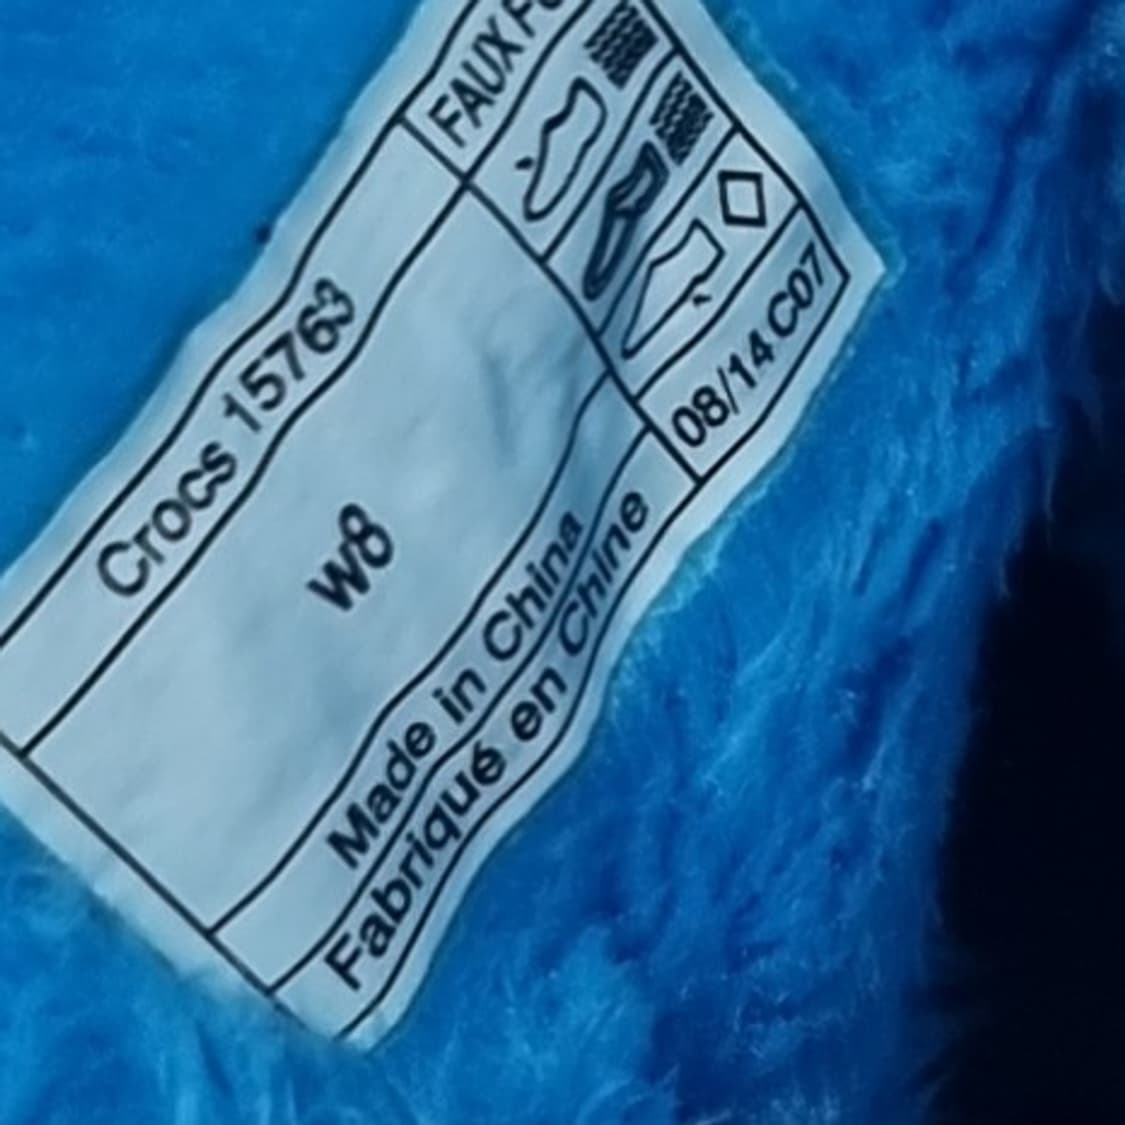 Crocs 15763
FAUX
W8
08/14 C07
Made in China
Fabriqué en Chine